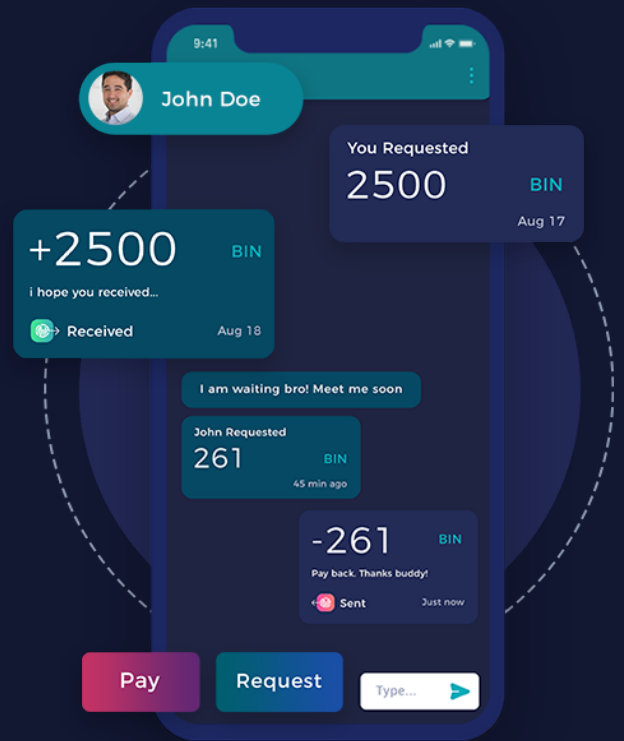 9:41
John Doe
You Requested
2500 BIN
Aug 17
+2500 BIN
i hope you received...
Received Aug 18
I am waiting bro! Meet me soon
John Requested
261 BIN
45 min ago
-261 BIN
Pay back. Thanks buddy!
Sent Just now
Pay Request Type...